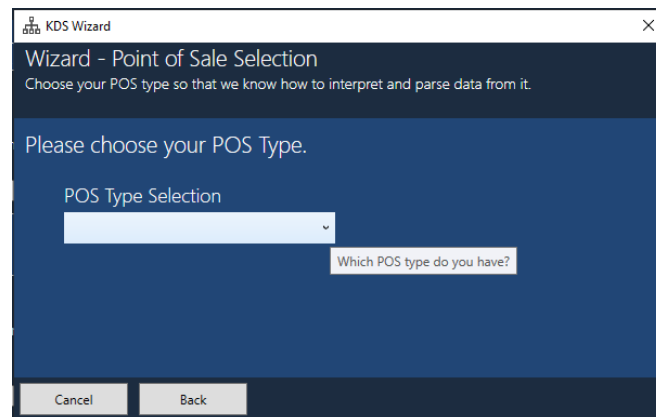 KDS Wizard
Wizard - Point of Sale Selection
Choose your POS type so that we know how to interpret and parse data from it.
Please choose your POS Type.
POS Type Selection
Which POS type do you have?
Cancel
Back